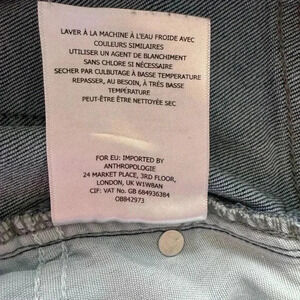 LAVER À LA MACHINE À L'EAU FROIDE AVEC
COULEURS SIMILAIRES
UTILISER UN AGENT DE BLANCHIMENT
SANS CHLORE SI NÉCESSAIRE
SECHER PAR CULBUTAGE À BASSE TEMPERATURE
REPASSER, AU BESOIN, À TRÈS BASSE
TEMPÉRATURE
PEUT-ÊTRE ÊTRE NETTOYÉE SEC
FOR EU: IMPORTED BY
ANTHROPOLOGIE
24 MARKET PLACE, 3RD FLOOR,
LONDON, UK W1W8AN
CIF: VAT No. GB 684936384
OB842973